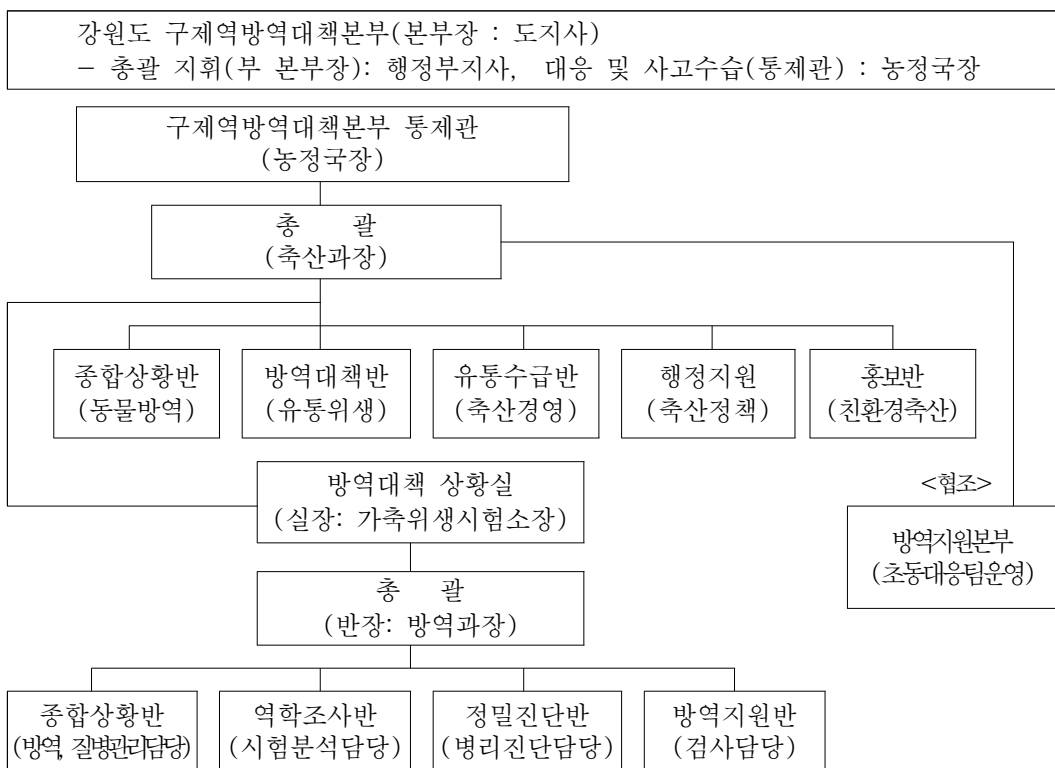 강원도 구제역방역대책본부(본부장 : 도지사)
– 총괄 지휘(부 본부장): 행정부지사, 대응 및 사고수습(통제관) : 농정국장
구제역방역대책본부 통제관
(농정국장)
총 괄
(축산과장)
종합상황반
(동물방역)
방역대책반
(유통위생)
유통수급반
(축산경영)
행정지원
(축산정책)
홍보반
(친환경축산)
방역대책 상황실
(실장: 가축위생시험소장)
<협조>
방역지원본부
(초동대응팀운영)
총 괄
(반장: 방역과장)
종합상황반
(방역, 질병관리담당)
역학조사반
(시험분석담당)
정밀진단반
(병리진단담당)
방역지원반
(검사담당)